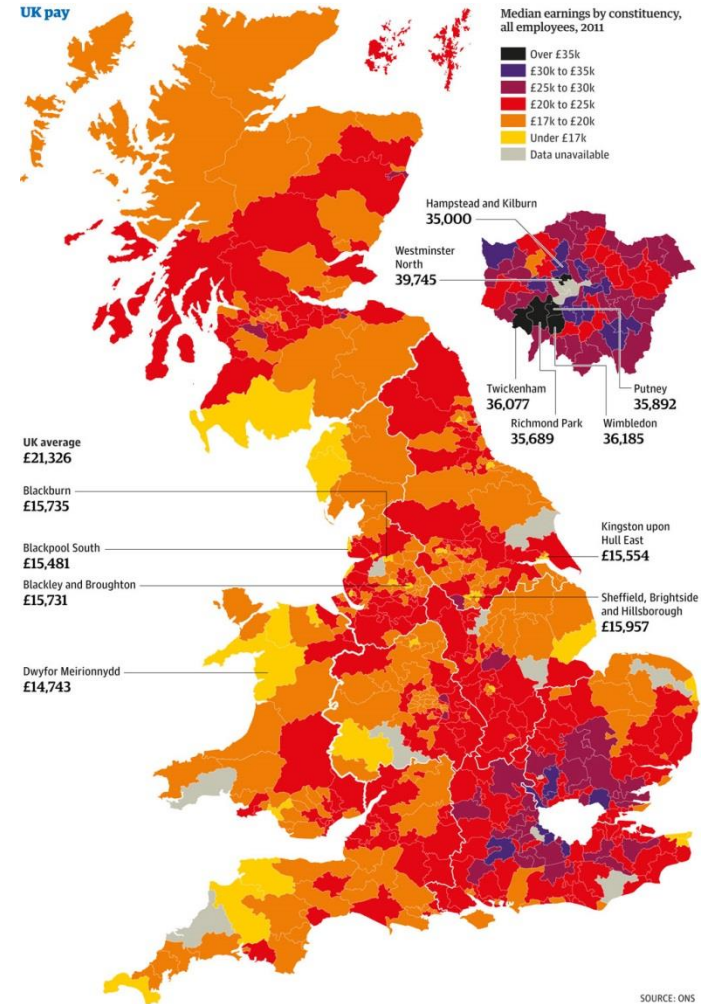 UK pay
Median earnings by constituency,
all employees, 2011
Over £35k
£30k to £35k
£25k to £30k
£20k to £25k
£17k to £20k
Under £17k
Data unavailable
Hampstead and Kilburn
35,000
Westminster
North
39,745
Twickenham
36,077
Richmond Park
35,689
Wimbledon
36,185
Putney
35,892
UK average
£21,326
Blackburn
£15,735
Blackpool South
£15,481
Blackley and Broughton
£15,731
Kingston upon
Hull East
£15,554
Sheffield, Brightside
and Hillsborough
£15,957
Dwyfor Meirionnydd
£14,743
SOURCE: ONS